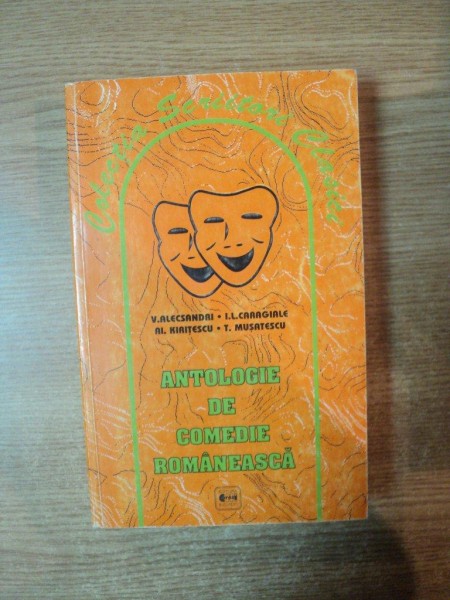 Colecția Scriitori Clasici
V.ALECSANDRI • I.L.CARAGIALE
Al. KIRIȚESCU • T. MUȘATESCU
ANTOLOGIE
DE
COMEDIE
ROMÂNEASCĂ